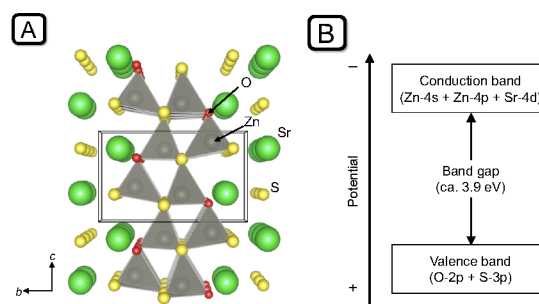 A
O
Zn
Sr
S
c
b
B
−
Potential
+
Conduction band
(Zn-4s + Zn-4p + Sr-4d)
Band gap
(ca. 3.9 eV)
Valence band
(O-2p + S-3p)